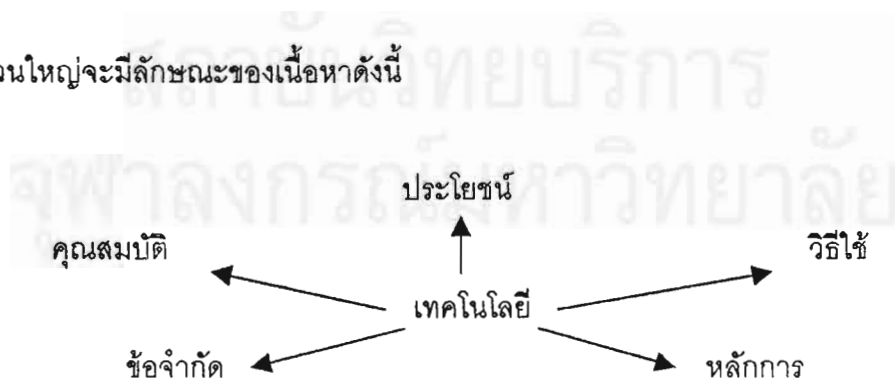 สถาบันวิทยบริการ
ส่วนใหญ่จะมีลักษณะของเนื้อหาดังนี้
จุฬาลงกรณ์มหาวิทยาลัย
ประโยชน์
คุณสมบัติ วิธีใช้
เทคโนโลยี
ข้อจำกัด หลักการ